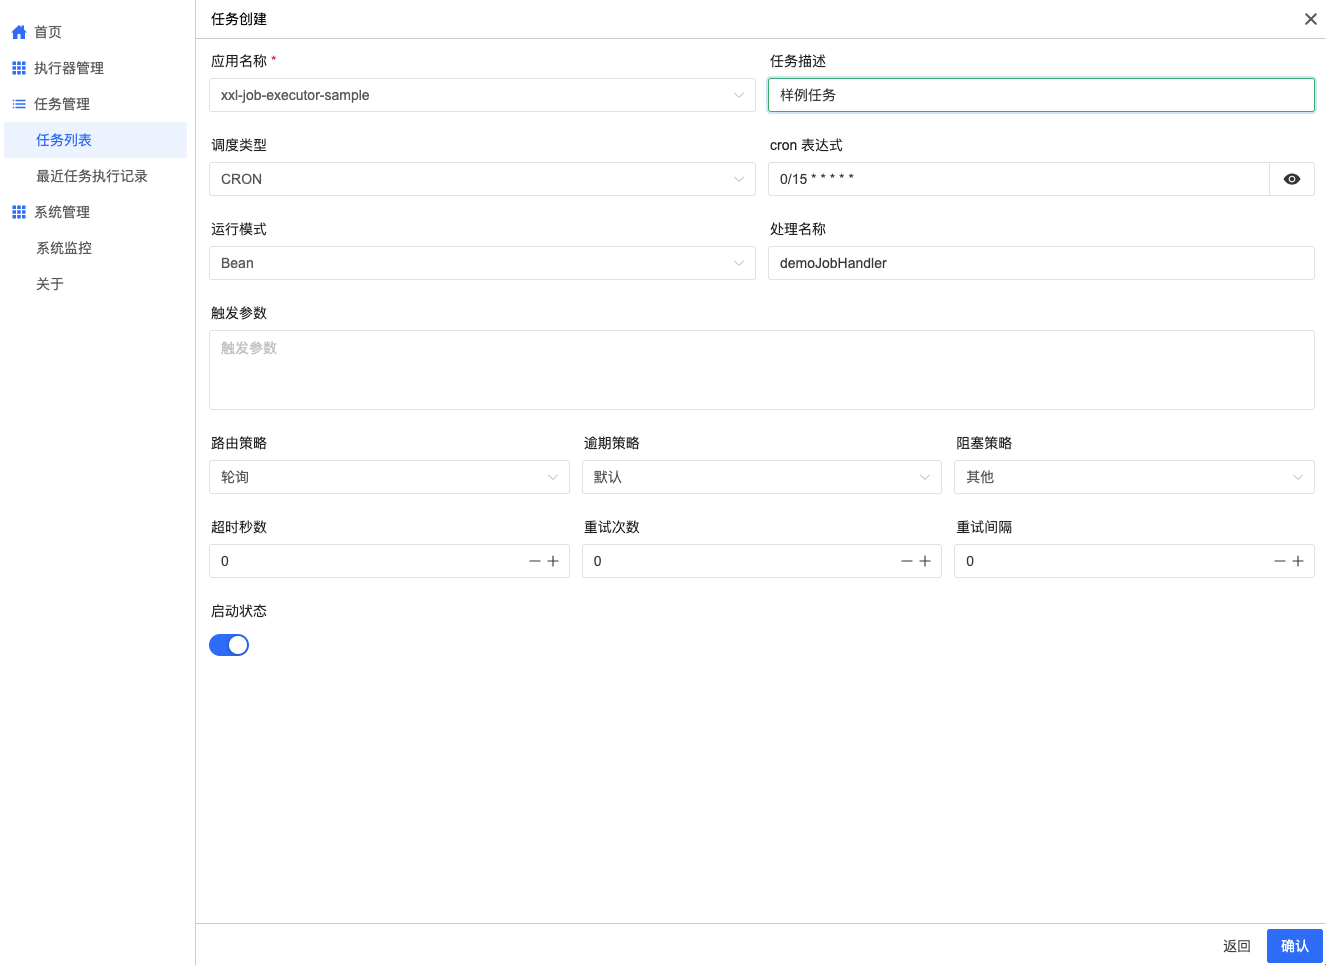 首页
执行器管理
任务管理
任务列表
最近任务执行记录
系统管理
系统监控
关于
任务创建
应用名称 * 任务描述
xxl-job-executor-sample 样例任务
调度类型 cron 表达式
CRON 0/15 * * * * *
运行模式 处理名称
Bean demoJobHandler
触发参数
触发参数
路由策略 逾期策略 阻塞策略
轮询 默认 其他
超时秒数 重试次数 重试间隔
0 0 0
启动状态
返回 确认